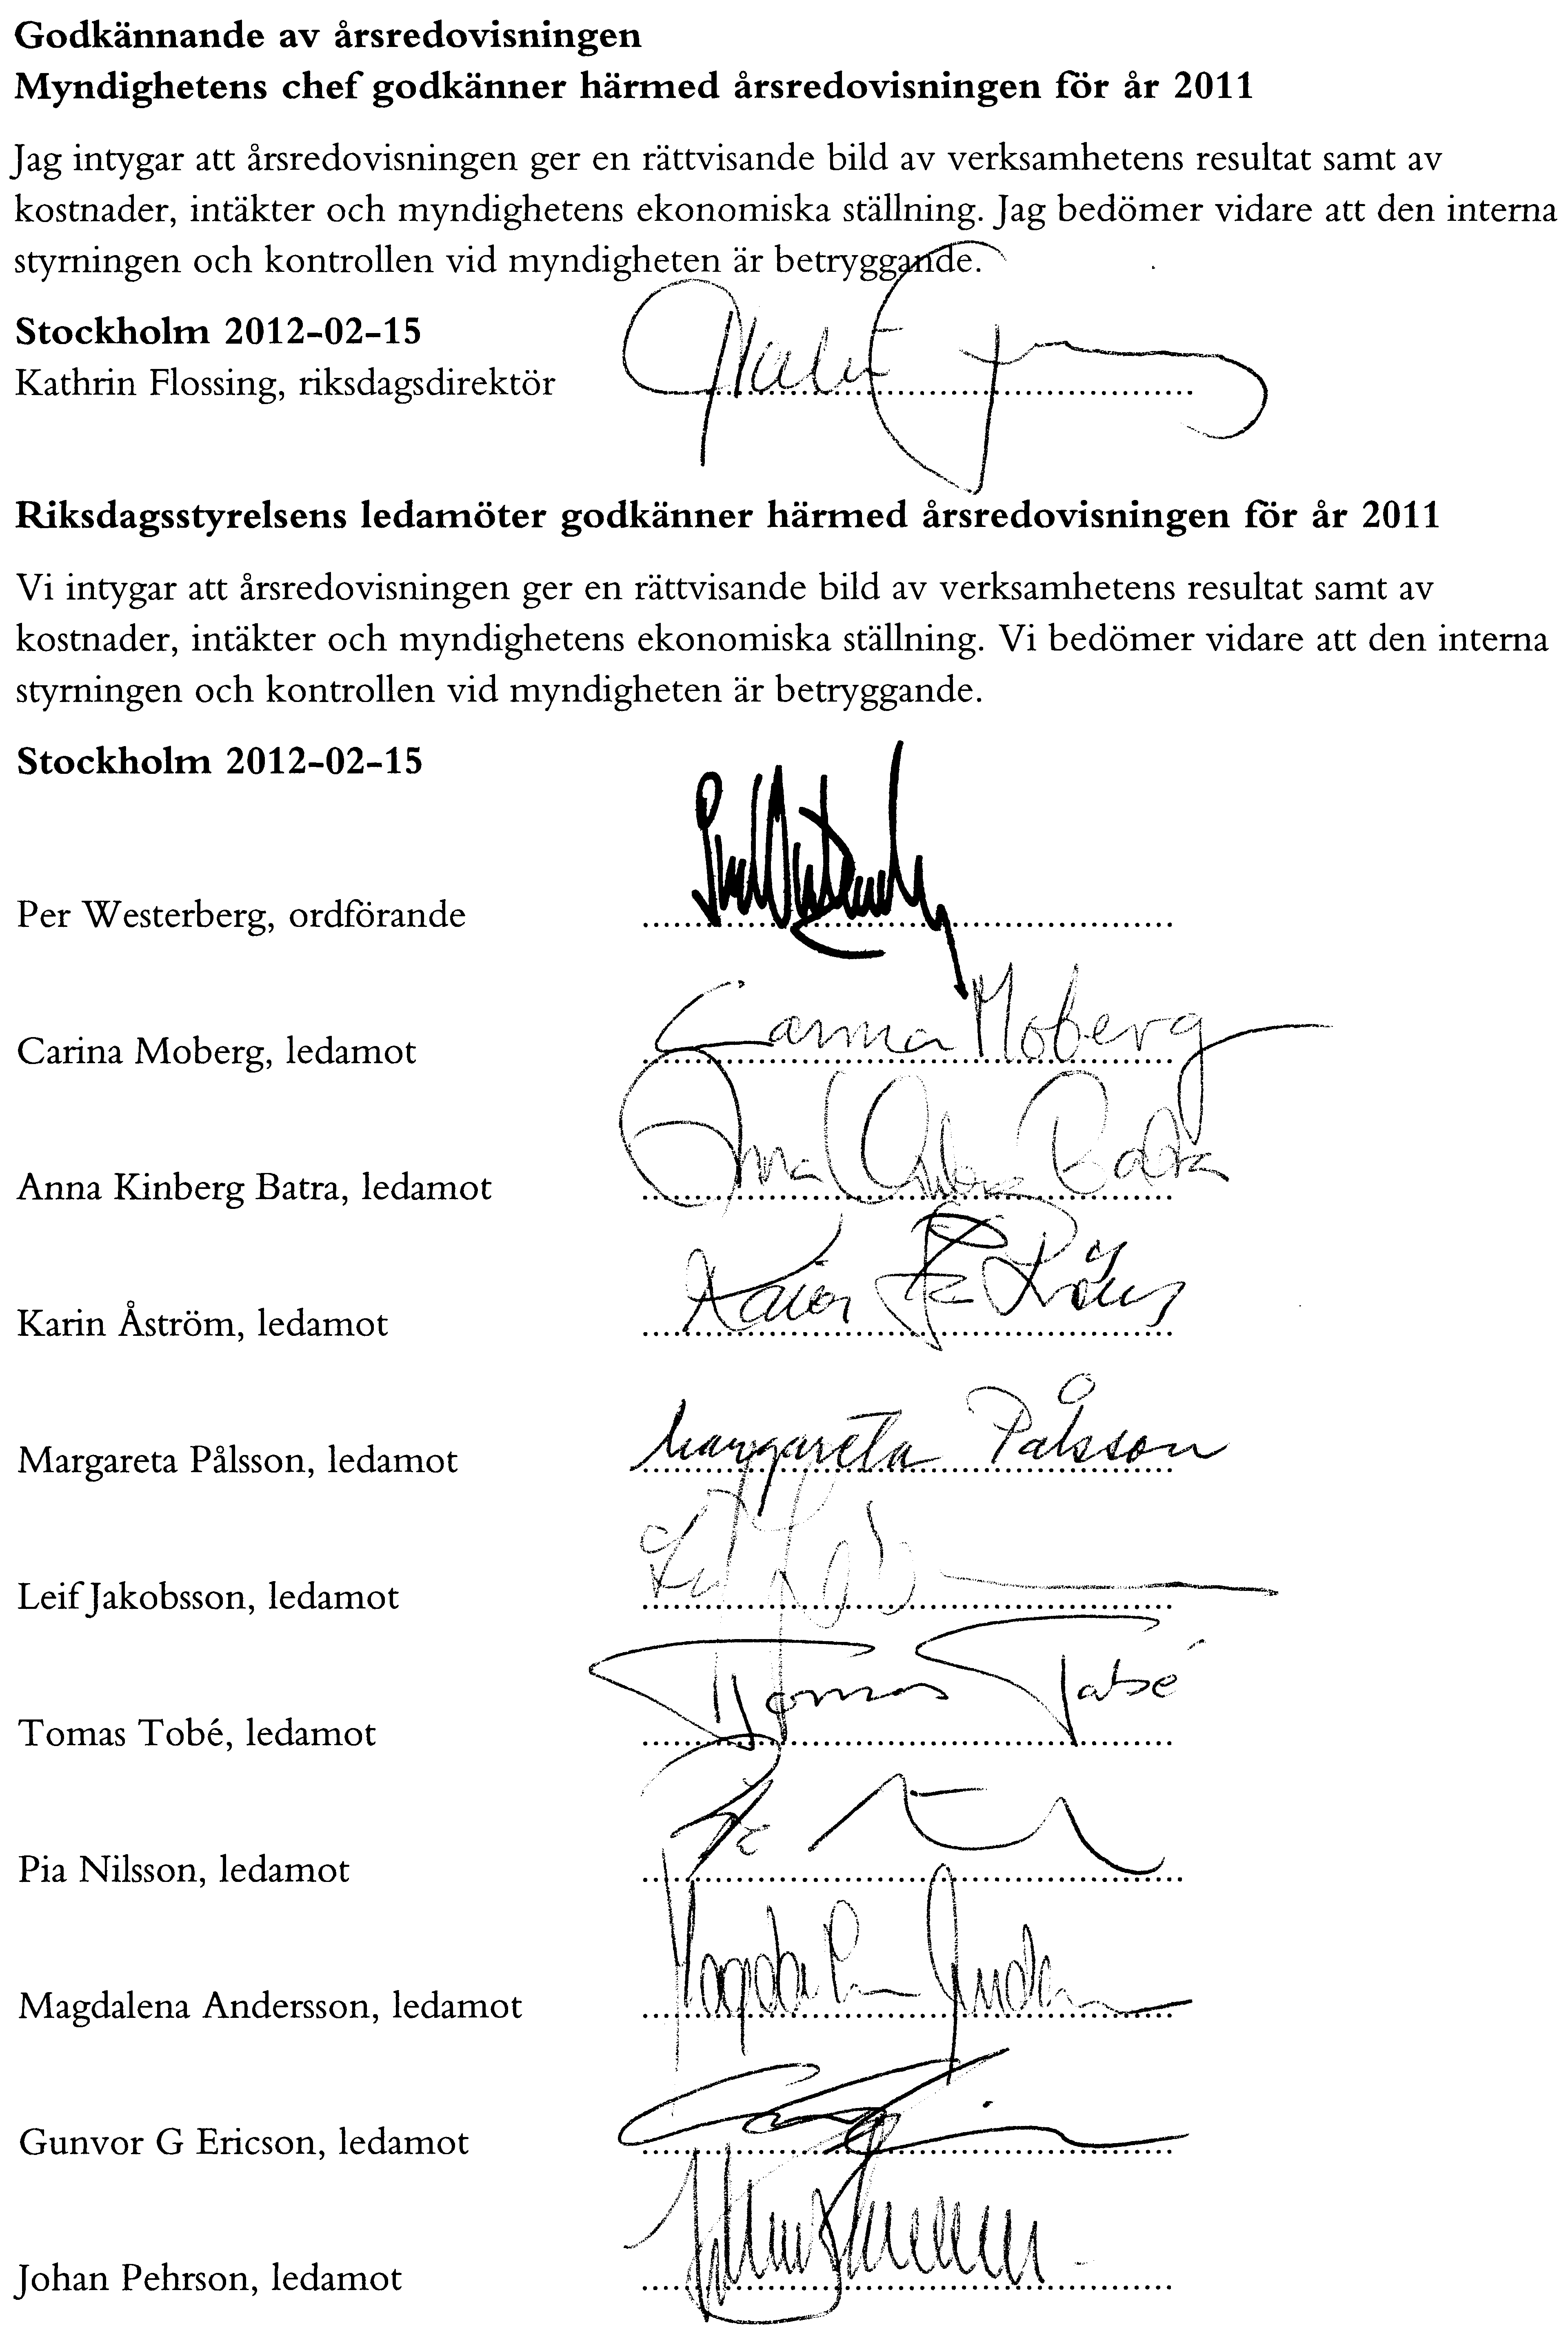 Godkännande av årsredovisningen
Myndighetens chef godkänner härmed årsredovisningen för år 2011
Jag intygar att årsredovisningen ger en rättvisande bild av verksamhetens resultat samt av
kostnader, intäkter och myndighetens ekonomiska ställning. Jag bedömer vidare att den interna
styrningen och kontrollen vid myndigheten är betryggande.
Stockholm 2012-02-15
Kathrin Flossing, riksdagsdirektör
Riksdagsstyrelsens ledamöter godkänner härmed årsredovisningen för år 2011
Vi intygar att årsredovisningen ger en rättvisande bild av verksamhetens resultat samt av
kostnader, intäkter och myndighetens ekonomiska ställning. Vi bedömer vidare att den interna
styrningen och kontrollen vid myndigheten är betryggande.
Stockholm 2012-02-15
Per Westerberg, ordförande
Carina Moberg, ledamot Carina Moberg
Anna Kinberg Batra, ledamot Anna Kinberg Batra
Karin Åström, ledamot Karin Åström
Margareta Pålsson, ledamot Margareta Pålsson
Leif Jakobsson, ledamot
Tomas Tobé, ledamot Tomas Tobé
Pia Nilsson, ledamot
Magdalena Andersson, ledamot
Gunvor G Ericson, ledamot
Johan Pehrson, ledamot